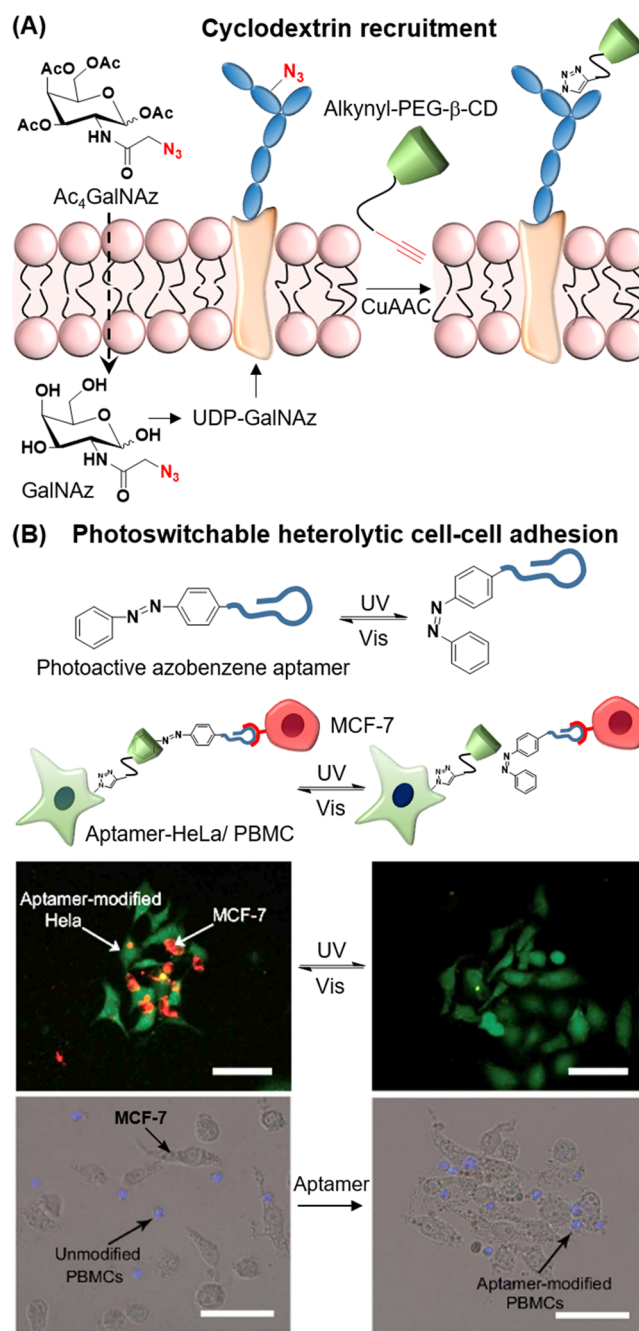 (A) Cyclodextrin recruitment
OAc
AcO
O
AcO
OAc
HN
N3
O
Ac4GalNAz
N3
Alkynyl-PEG-β-CD
N=N
N
CuAAC
HO
OH
O
HO
OH
HN
N3
O
GalNAz
UDP-GalNAz
(B) Photoswitchable heterolytic cell-cell adhesion
N=N
UV
Vis
N=N
Photoactive azobenzene aptamer
N=N
MCF-7
N=N
N
UV
Vis
N=N
N
N=N
Aptamer-HeLa/ PBMC
Aptamer-modified
Hela
MCF-7
UV
Vis
MCF-7
Unmodified
PBMCs
Aptamer
Aptamer-modified
PBMCs